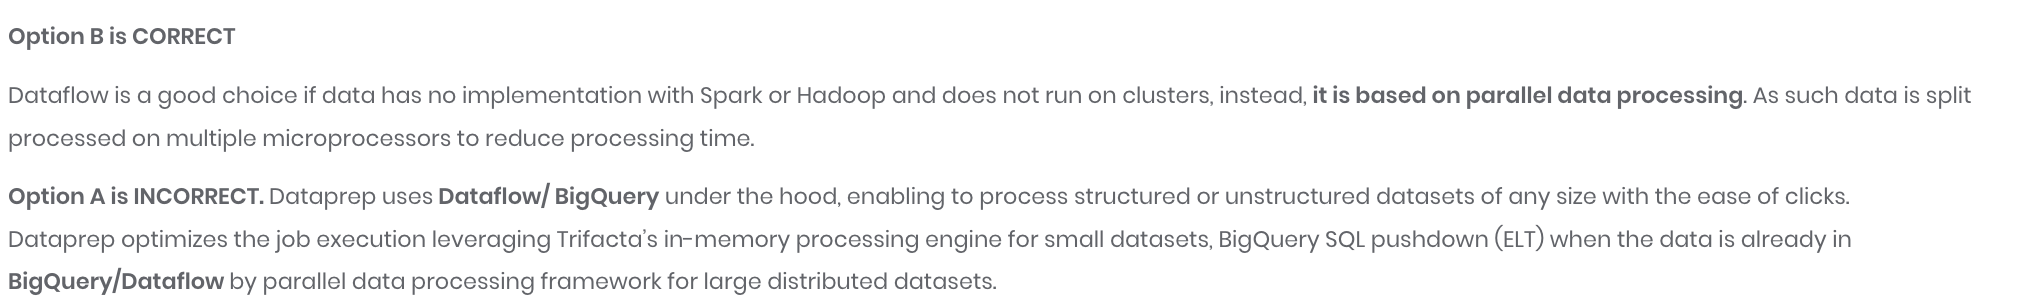 Option B is CORRECT
Dataflow is a good choice if data has no implementation with Spark or Hadoop and does not run on clusters, instead, it is based on parallel data processing. As such data is split
processed on multiple microprocessors to reduce processing time.
Option A is INCORRECT. Dataprep uses Dataflow/ BigQuery under the hood, enabling to process structured or unstructured datasets of any size with the ease of clicks.
Dataprep optimizes the job execution leveraging Trifacta’s in-memory processing engine for small datasets, BigQuery SQL pushdown (ELT) when the data is already in
BigQuery/Dataflow by parallel data processing framework for large distributed datasets.